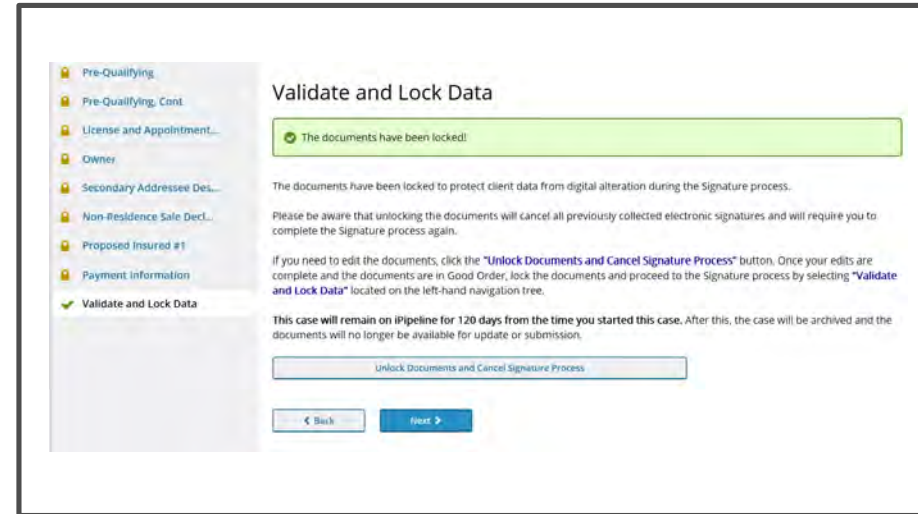 Pre-Qualifying
Pre-Qualifying, Cont
License and Appointment...
Owner
Secondary Addressee Des...
Non-Residence Sale Decl...
Proposed Insured #1
Payment Information
Validate and Lock Data
Validate and Lock Data
The documents have been locked!
The documents have been locked to protect client data from digital alteration during the Signature process.
Please be aware that unlocking the documents will cancel all previously collected electronic signatures and will require you to
complete the Signature process again.
If you need to edit the documents, click the "Unlock Documents and Cancel Signature Process" button. Once your edits are
complete and the documents are in Good Order, lock the documents and proceed to the Signature process by selecting "Validate
and Lock Data" located on the left-hand navigation tree.
This case will remain on iPipeline for 120 days from the time you started this case. After this, the case will be archived and the
documents will no longer be available for update or submission.
Unlock Documents and Cancel Signature Process
Back
Next